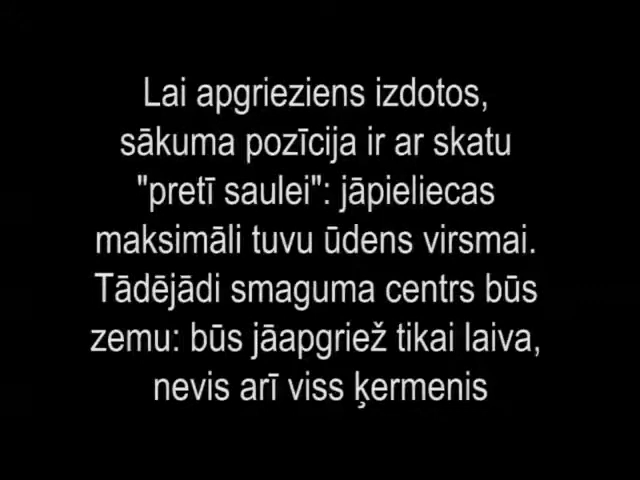 Lai apgrieziens izdotos,
sākuma pozīcija ir ar skatu
"pretī saulei": jāpieliecas
maksimāli tuvu ūdens virsmai.
Tādējādi smaguma centrs būs
zemu: būs jāapgriež tikai laiva,
nevis arī viss ķermenis